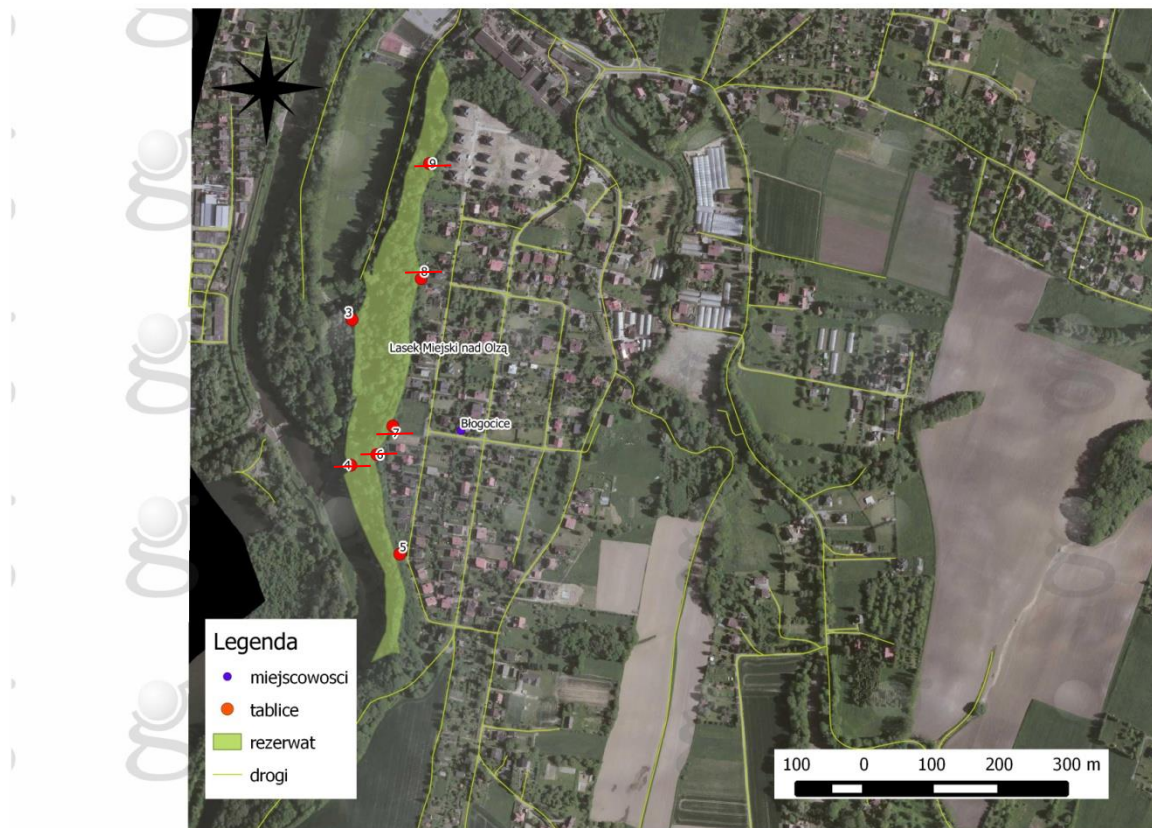 9
8
3
Lasek Miejski nad Olzą
Błogocice
7
6
4
5
Legenda
miejscowosci
tablice
rezerwat
drogi
100 0 100 200 300 m